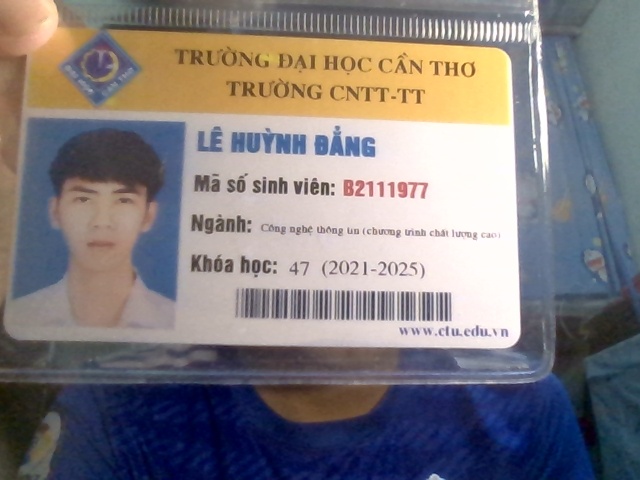 TRƯỜNG ĐẠI HỌC CẦN THƠ
TRƯỜNG CNTT-TT
LÊ HUỲNH ĐẲNG
Mã số sinh viên: B2111977
Ngành: Công nghệ thông tin (chương trình chất lượng cao)
Khóa học: 47 (2021-2025)
www.ctu.edu.vn